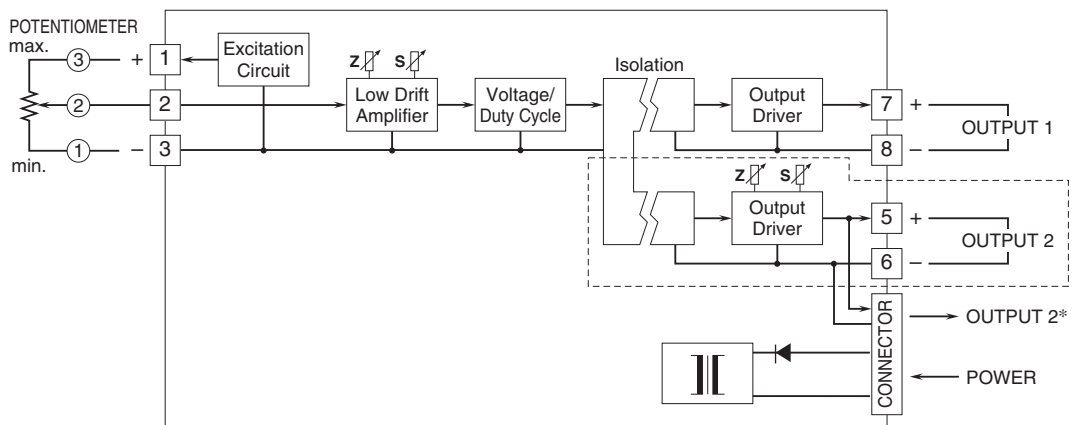 POTENTIOMETER
max.
3
+
1
Excitation
Circuit
2
2
1
–
3
min.
Z
S
Low Drift
Amplifier
Voltage/
Duty Cycle
Isolation
Output
Driver
7
+
OUTPUT 1
8
–
Z
S
Output
Driver
5
+
OUTPUT 2
6
–
CONNECTOR
OUTPUT 2*
POWER